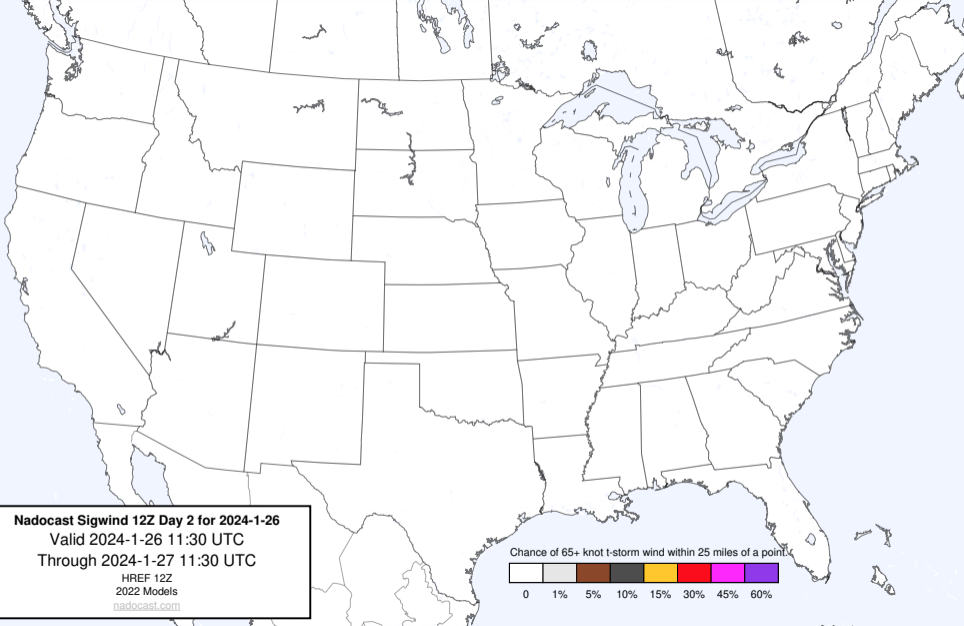 Nadocast Sigwind 12Z Day 2 for 2024-1-26
Valid 2024-1-26 11:30 UTC
Through 2024-1-27 11:30 UTC
HREF 12Z
2022 Models
nadocast.com
Chance of 65+ knot t-storm wind within 25 miles of a point.
0 1% 5% 10% 15% 30% 45% 60%